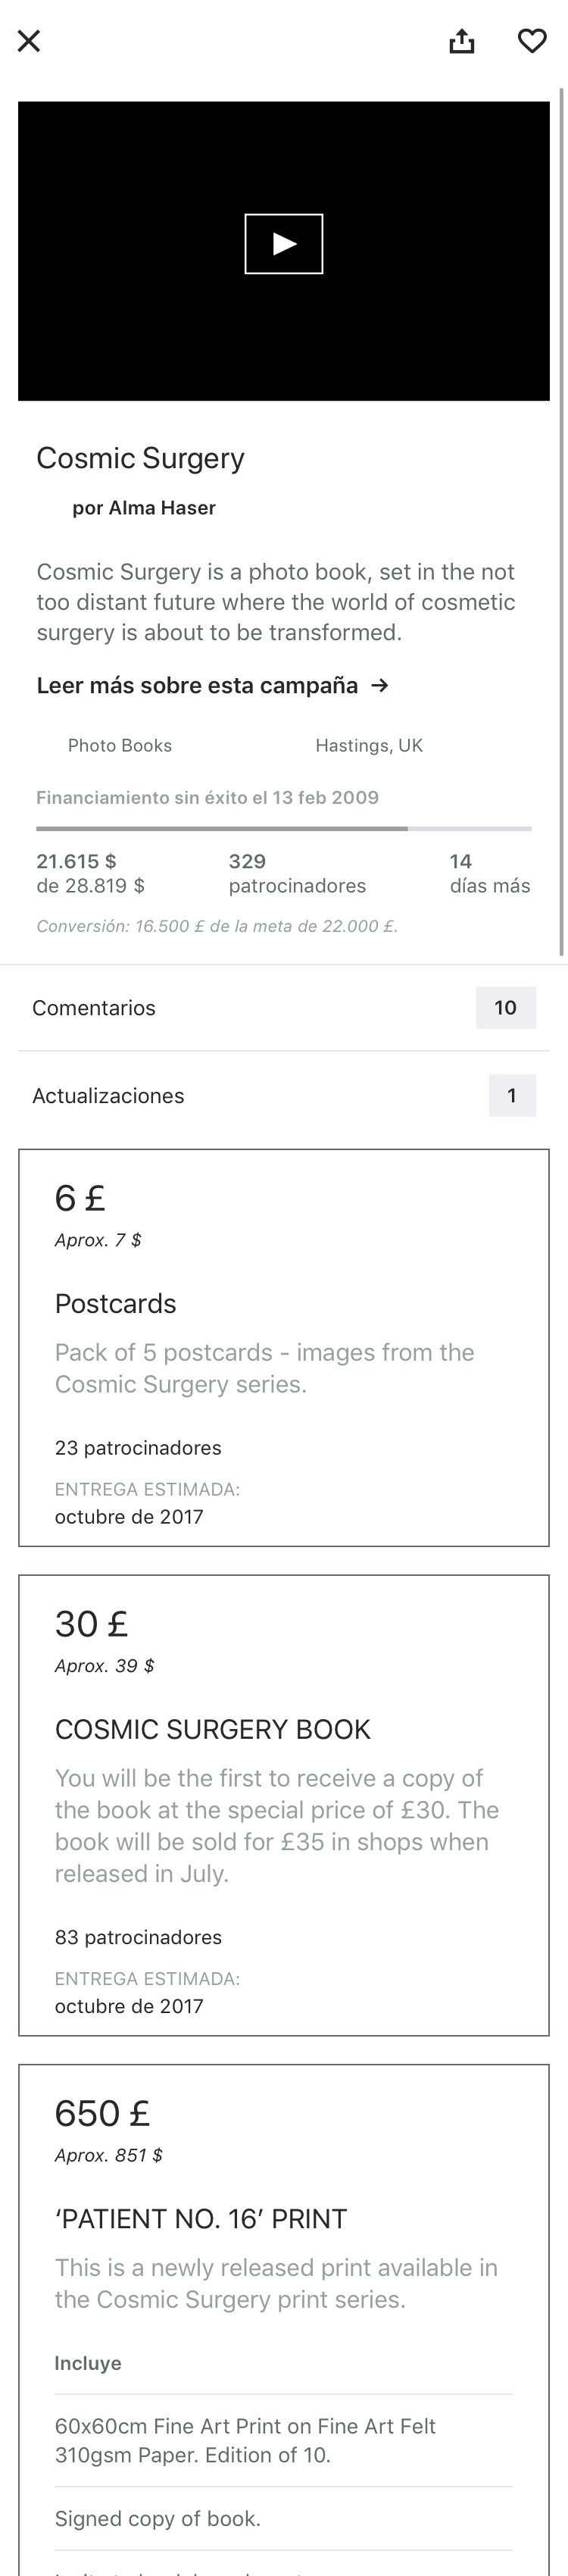 Cosmic Surgery
por Alma Haser
Cosmic Surgery is a photo book, set in the not
too distant future where the world of cosmetic
surgery is about to be transformed.
Leer más sobre esta campaña →
Photo Books
Hastings, UK
Financiamiento sin éxito el 13 feb 2009
21.615 $
de 28.819 $
329
patrocinadores
14
días más
Conversión: 16.500 £ de la meta de 22.000 £.
Comentarios
10
Actualizaciones
1
6 £
Aprox. 7 $
Postcards
Pack of 5 postcards - images from the
Cosmic Surgery series.
23 patrocinadores
ENTREGA ESTIMADA:
octubre de 2017
30 £
Aprox. 39 $
COSMIC SURGERY BOOK
You will be the first to receive a copy of
the book at the special price of £30. The
book will be sold for £35 in shops when
released in July.
83 patrocinadores
ENTREGA ESTIMADA:
octubre de 2017
650 £
Aprox. 851 $
‘PATIENT NO. 16’ PRINT
This is a newly released print available in
the Cosmic Surgery print series.
Incluye
60x60cm Fine Art Print on Fine Art Felt
310gsm Paper. Edition of 10.
Signed copy of book.